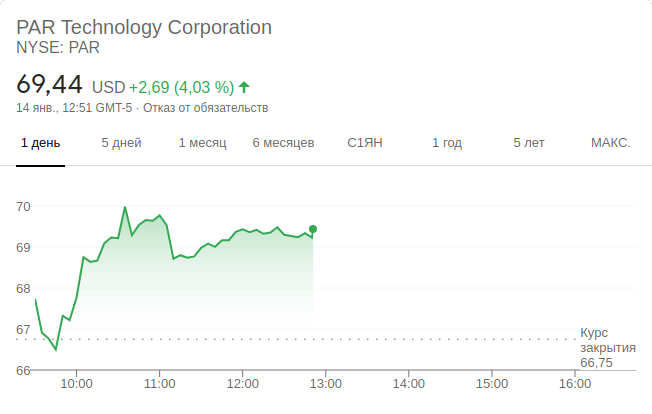 PAR Technology Corporation
NYSE: PAR
69,44 USD +2,69 (4,03 %)
14 янв., 12:51 GMT-5 · Отказ от обязательств
1 день 5 дней 1 месяц 6 месяцев С1ЯН 1 год 5 лет МАКС.
70
69
68
67
66
Курс
закрытия
66,75
10:00 11:00 12:00 13:00 14:00 15:00 16:00